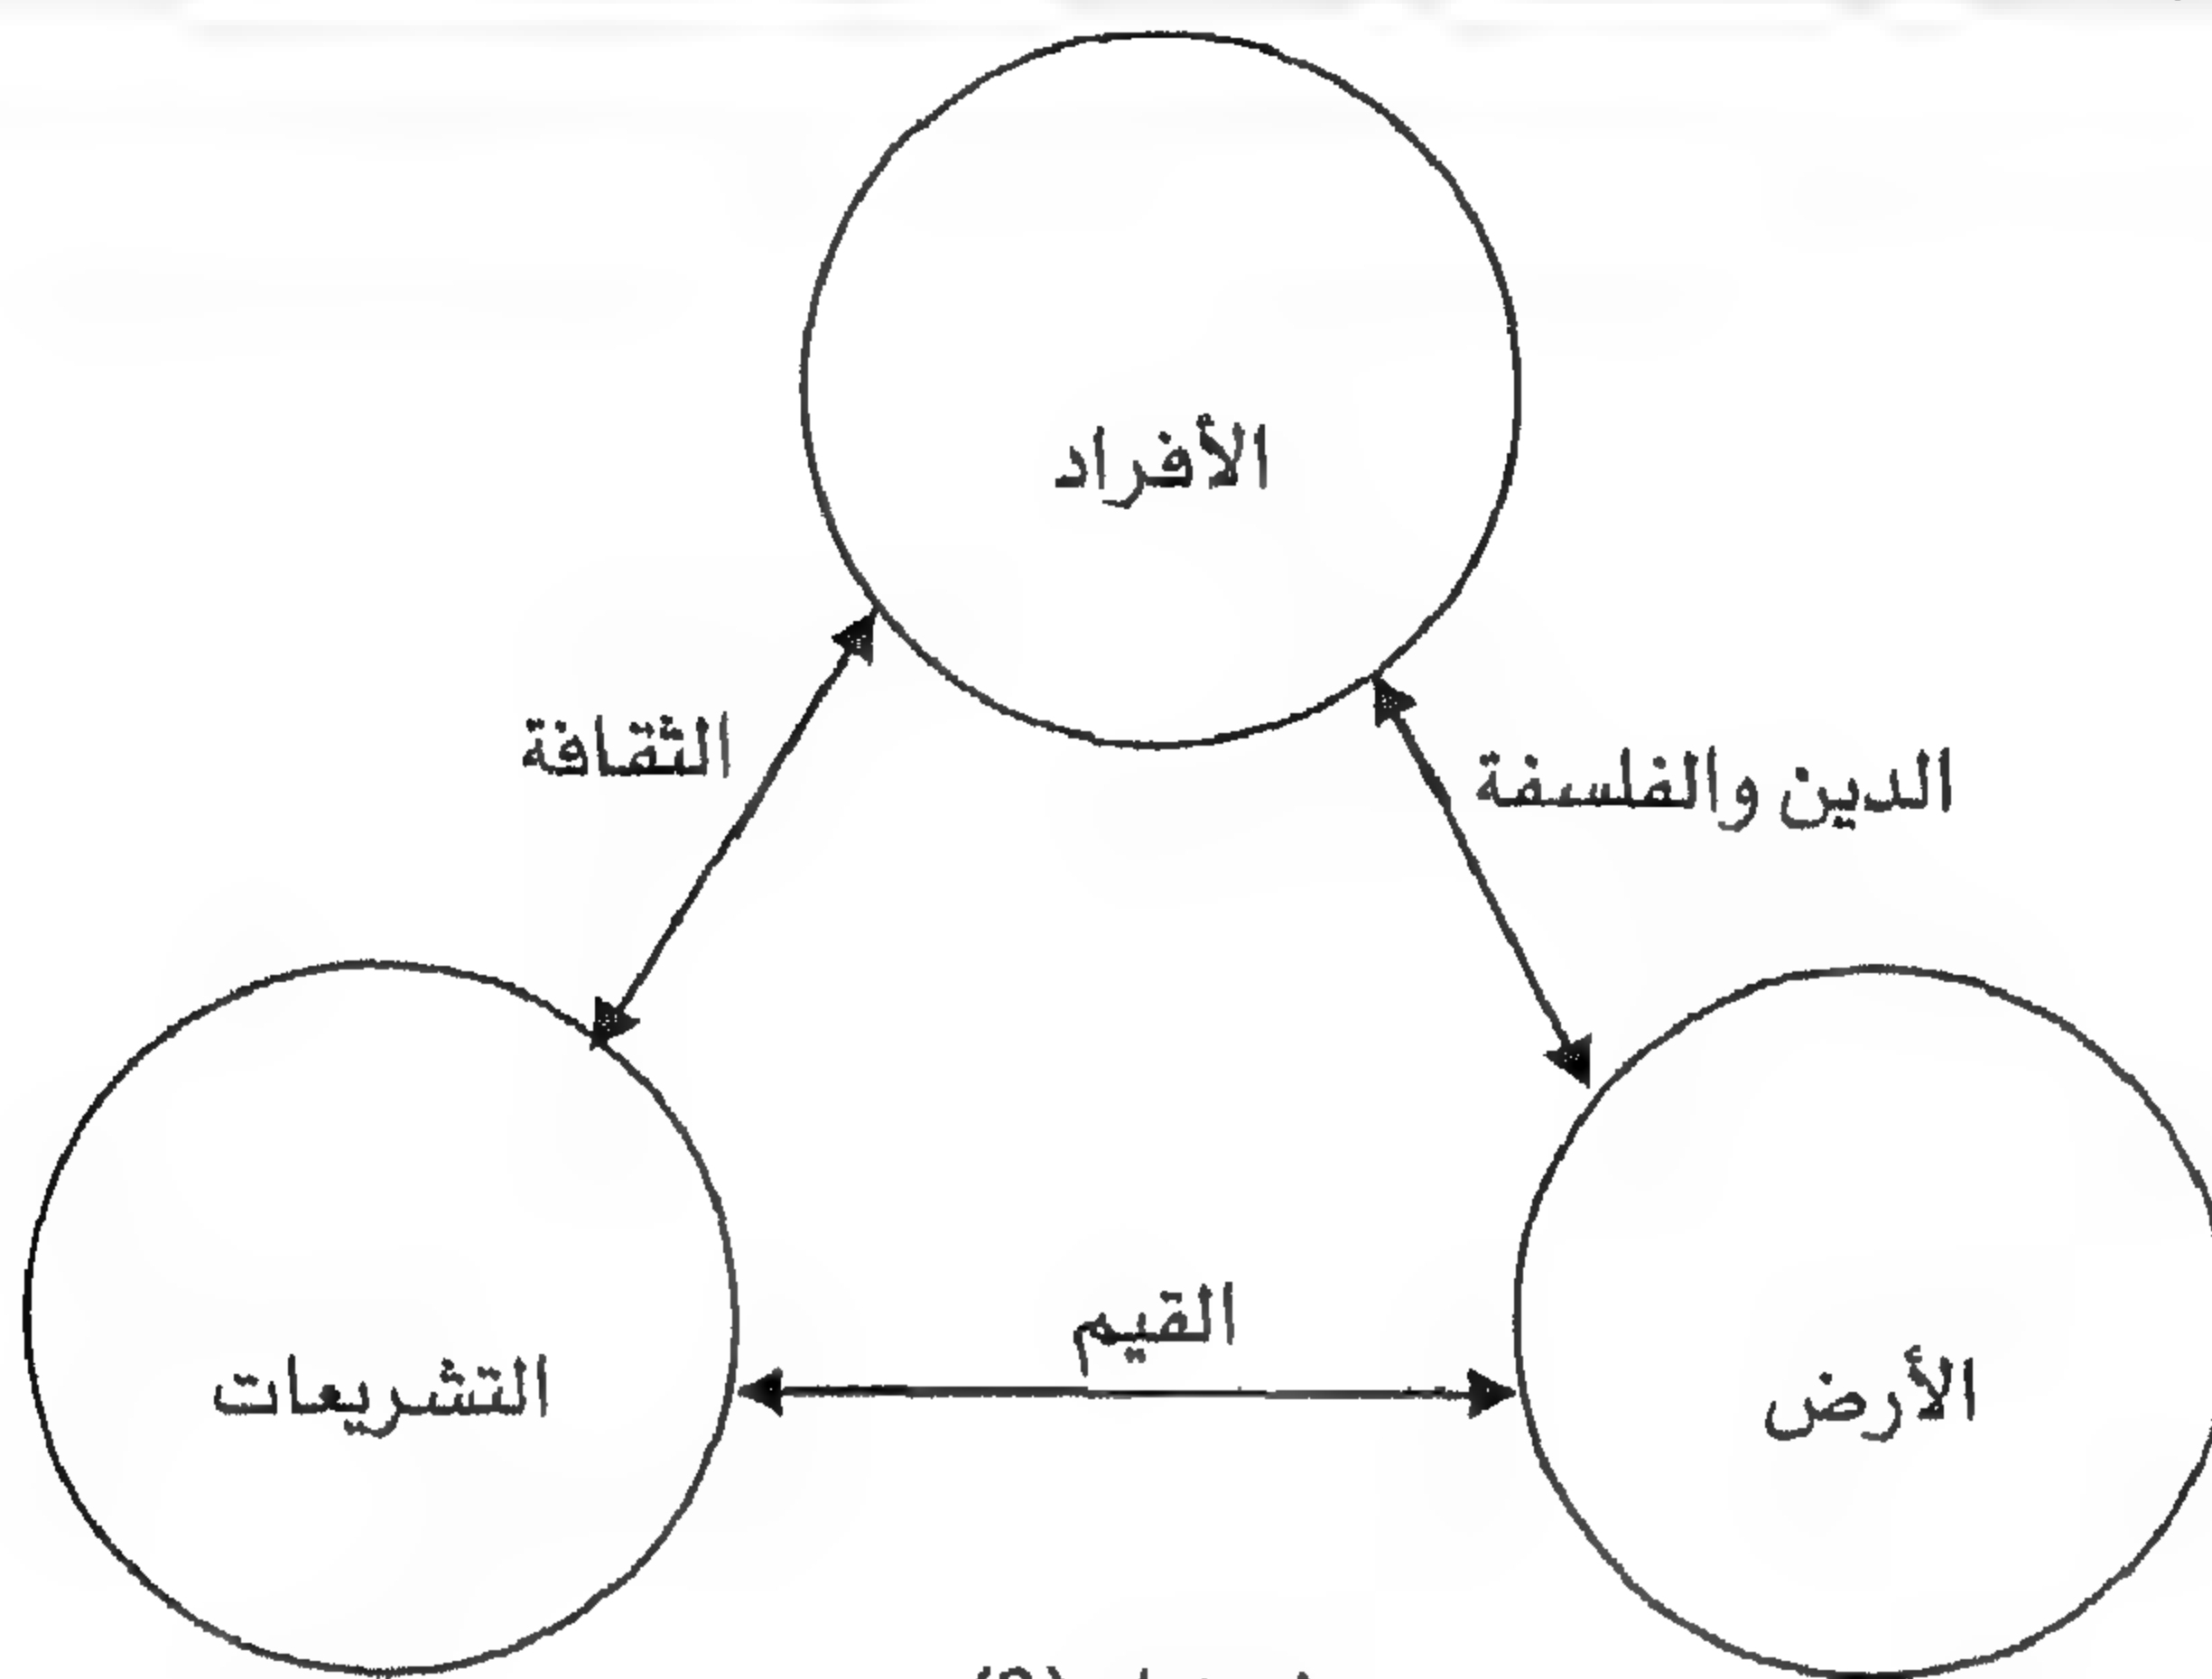 الأفراد
الثقافة
الدين والفلسفة
القيم
التشريعات
الأرض